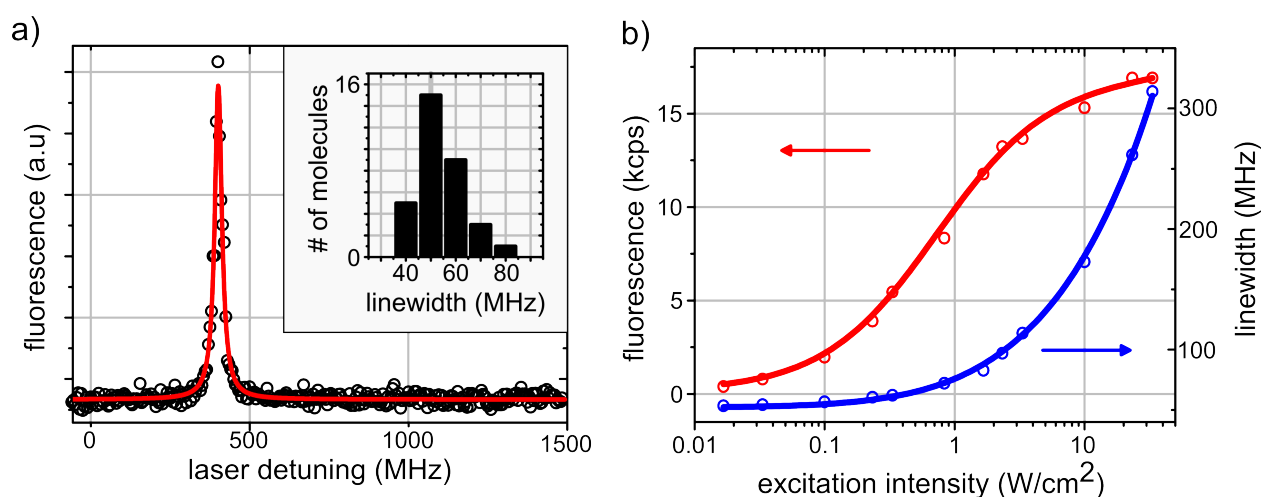 a)
fluorescence (a.u)
0
500
1000
1500
laser detuning (MHz)
# of molecules
16
0
40
60
80
linewidth (MHz)
b)
fluorescence (kcps)
15
10
5
0
0.01
0.1
1
10
excitation intensity (W/cm²)
300
200
100
linewidth (MHz)